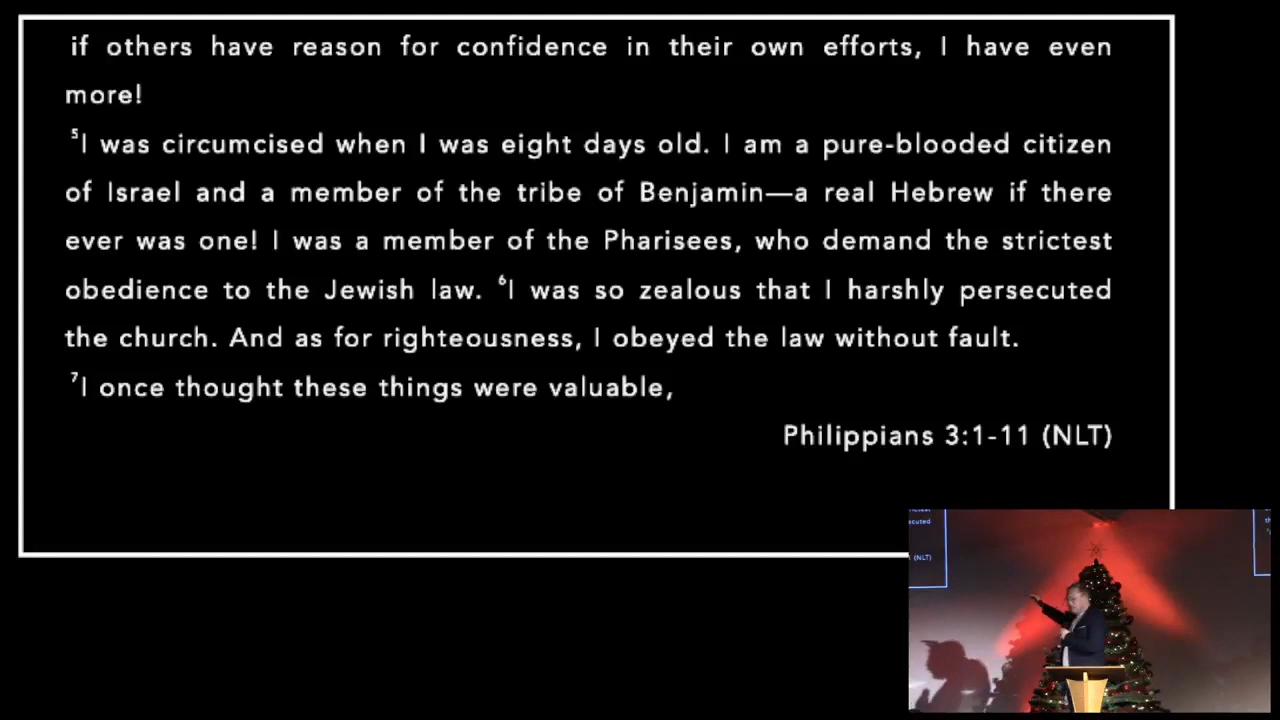 if others have reason for confidence in their own efforts, I have even
more!
⁵I was circumcised when I was eight days old. I am a pure-blooded citizen
of Israel and a member of the tribe of Benjamin—a real Hebrew if there
ever was one! I was a member of the Pharisees, who demand the strictest
obedience to the Jewish law. ⁶I was so zealous that I harshly persecuted
the church. And as for righteousness, I obeyed the law without fault.
⁷I once thought these things were valuable,
Philippians 3:1-11 (NLT)
ecuted
(NLT)